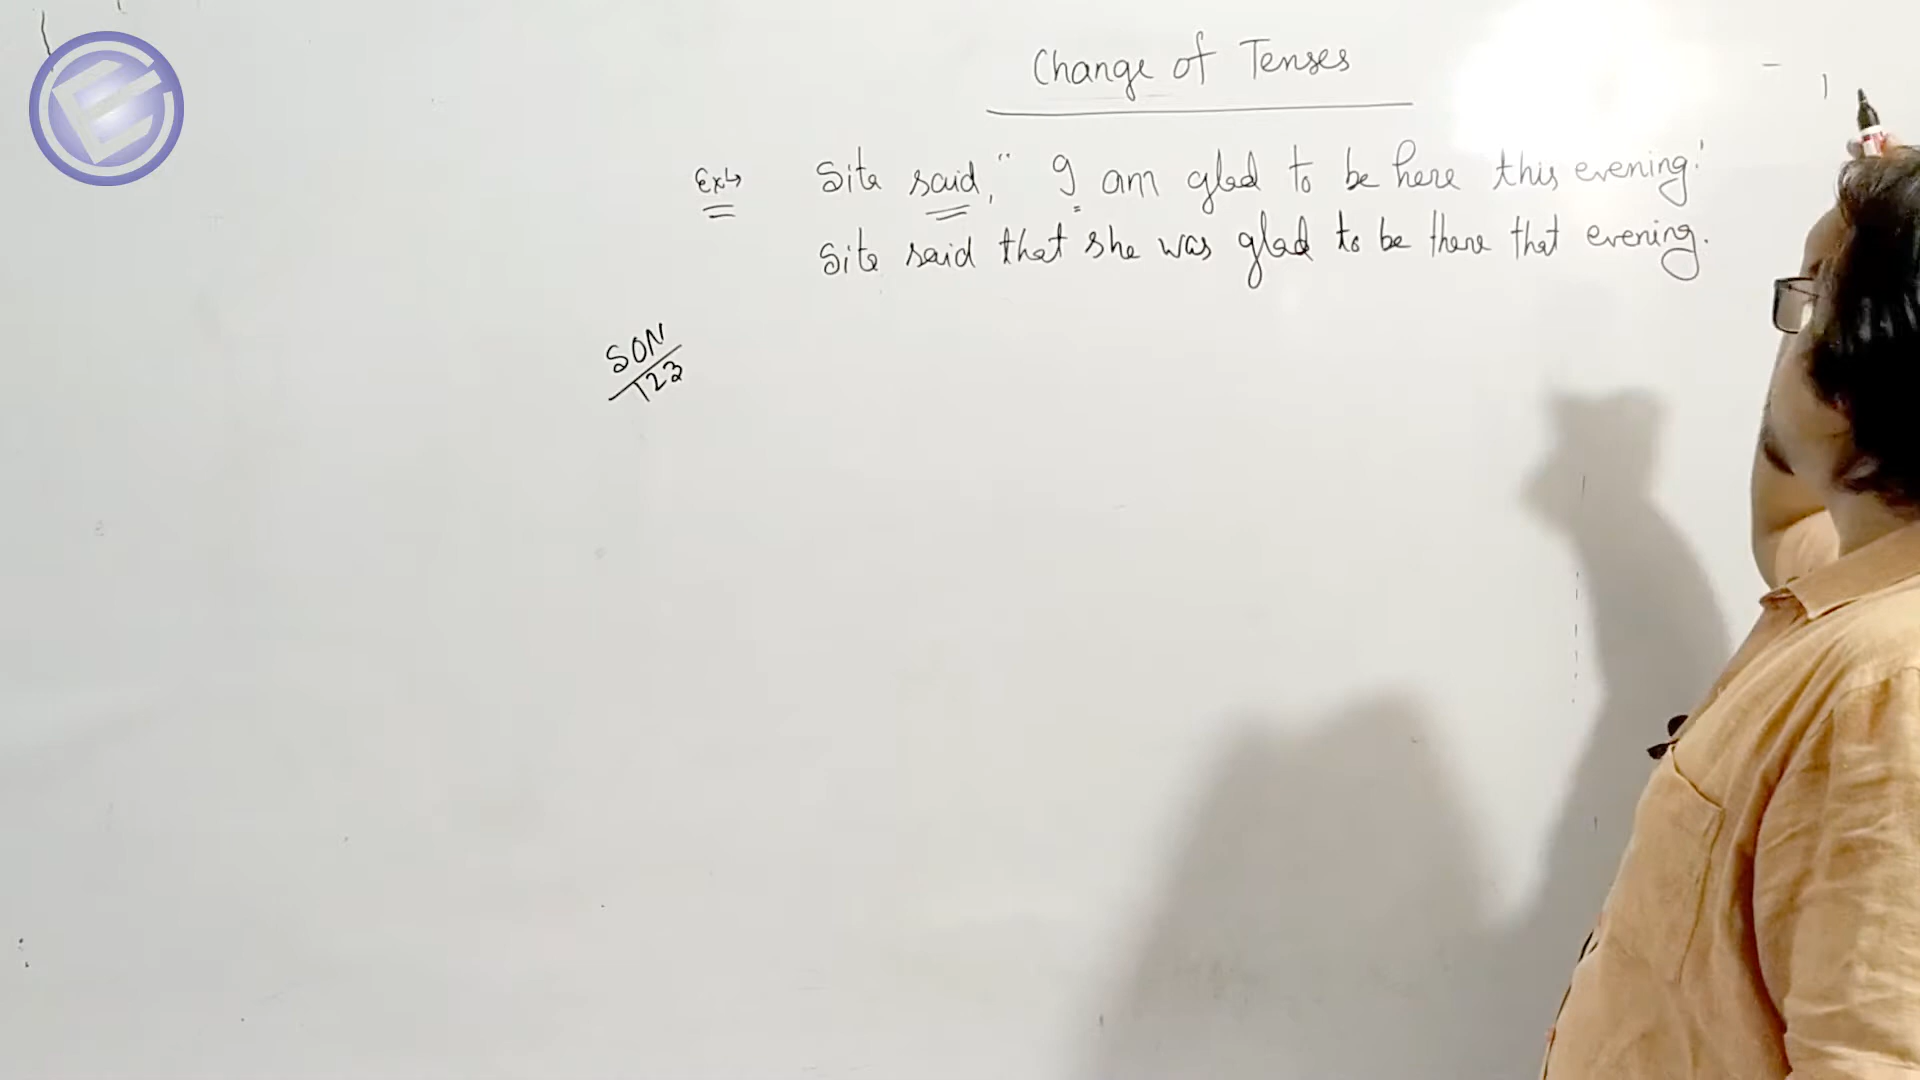 Change of Tenses
Ex↳ Sita said, “I am glad to be here this evening.”
Sita said that she was glad to be there that evening.
SON
123